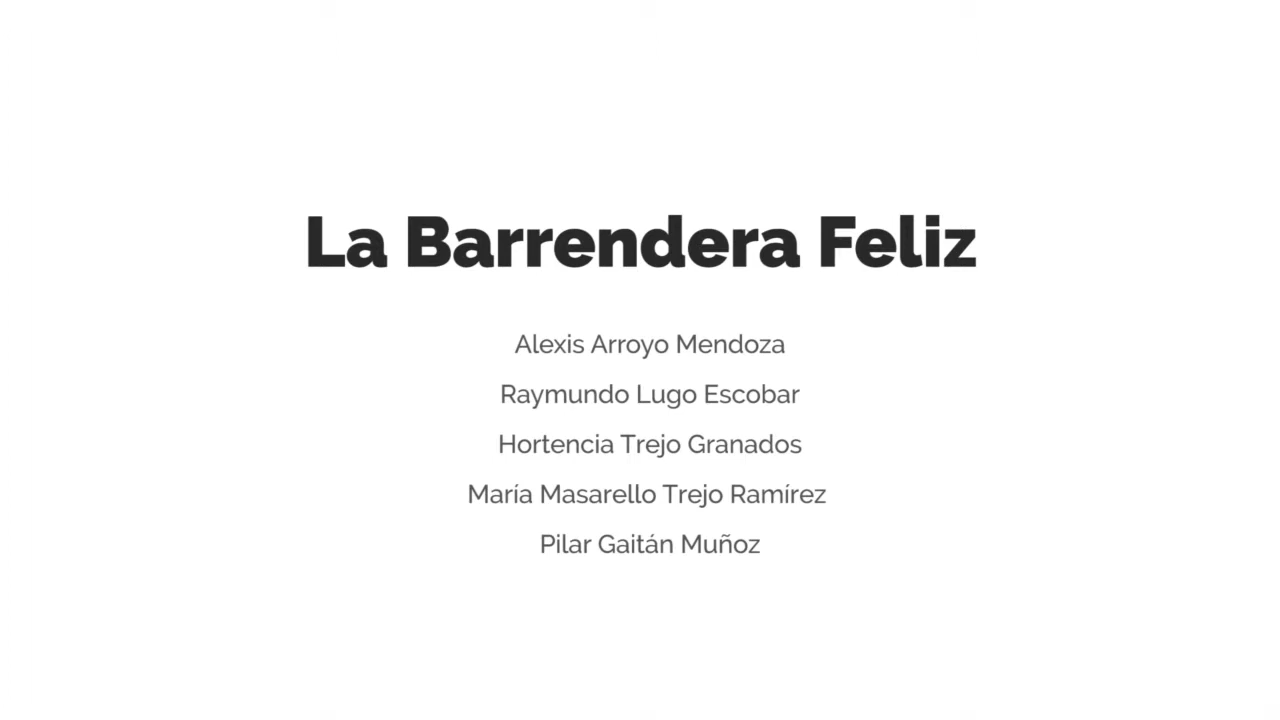 La Barrendera Feliz
Alexis Arroyo Mendoza
Raymundo Lugo Escobar
Hortencia Trejo Granados
María Masarello Trejo Ramírez
Pilar Gaitán Muñoz